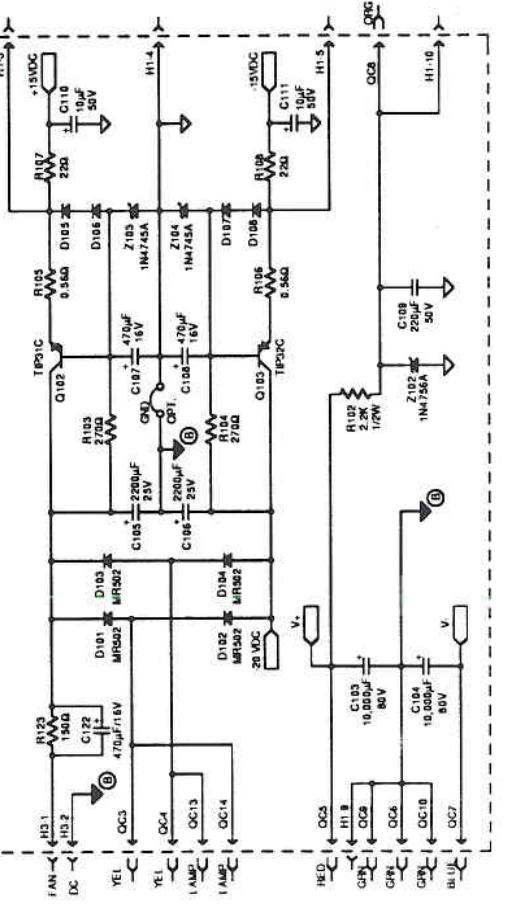 ORG
H1-4
H1-5
QC8
H1-10
+15VDC
C110
10µF
50V
-15VDC
C111
10µF
50V
R107
22Ω
R108
22Ω
D105
D106
Z103
1N4745A
Z104
1N4745A
D107
D108
R105
0.56Ω
R106
0.56Ω
TIP31C
Q102
470µF
16V
C107
470µF
16V
C108
Q103
TIP32C
C109
220µF
50V
Z102
1N4756A
R102
2.2K
1/2W
GND
OPT.
R103
270Ω
R104
270Ω
B
2200µF
25V
C105
2200µF
25V
C106
B
D103
MR502
D104
MR502
D101
MR502
D102
MR502
-20 VDC
V+
V-
C103
10,000µF
80V
C104
10,000µF
80V
R123
150Ω
C122
470µF/16V
B
H3-1
H3-2
QC3
QC4
QC13
QC14
QC5
H1-9
QC9
QC6
QC10
QC7
FAN
DC
YEL
YEL
LAMP
LAMP
RED
GRN
GRN
GRN
BLUE